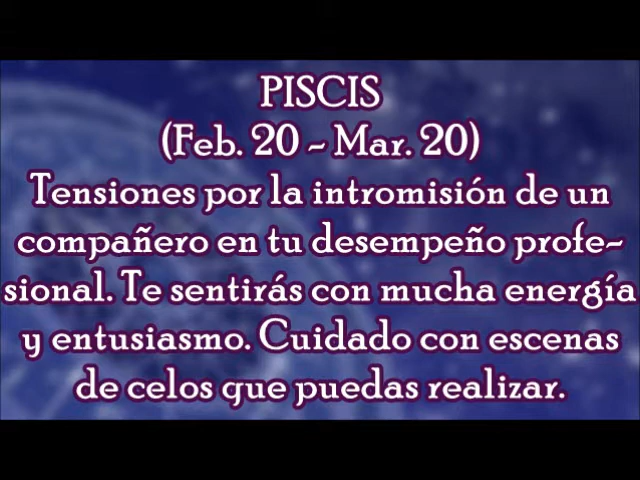 PISCIS
(Feb. 20 - Mar. 20)
Tensiones por la intromisión de un
compañero en tu desempeño profe-
sional. Te sentirás con mucha energía
y entusiasmo. Cuidado con escenas
de celos que puedas realizar.